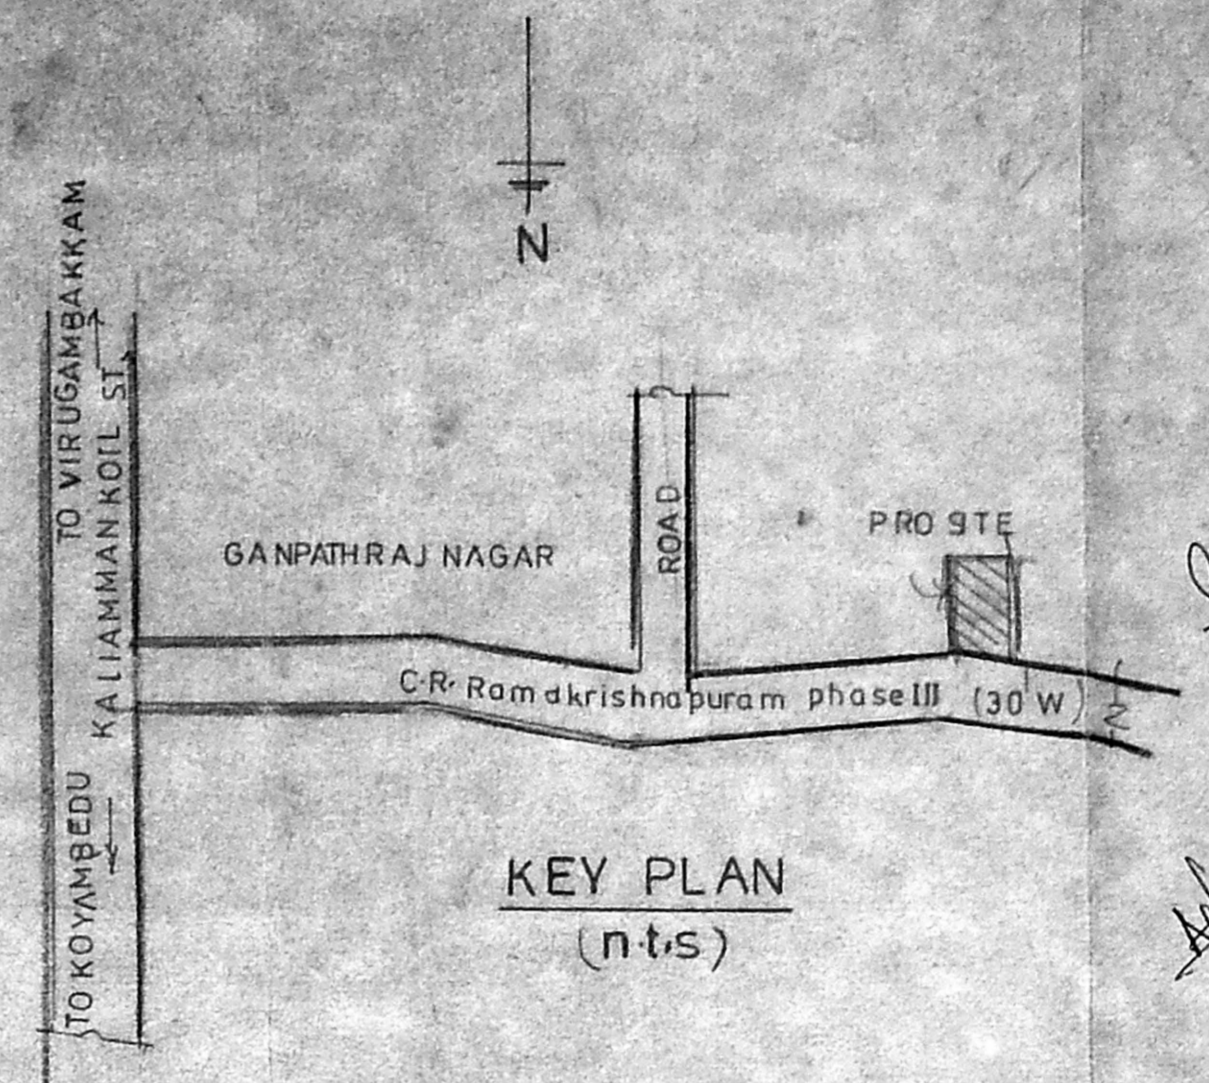 N
TO VIRUGAMBAKKAM
KALIAMMAN KOIL ST.
TO KOYAMBEDU
GANPATHRAJ NAGAR
ROAD
PRO SITE
C.R. Ramakrishnapuram phase III (30' W)
KEY PLAN
(n.t.s)